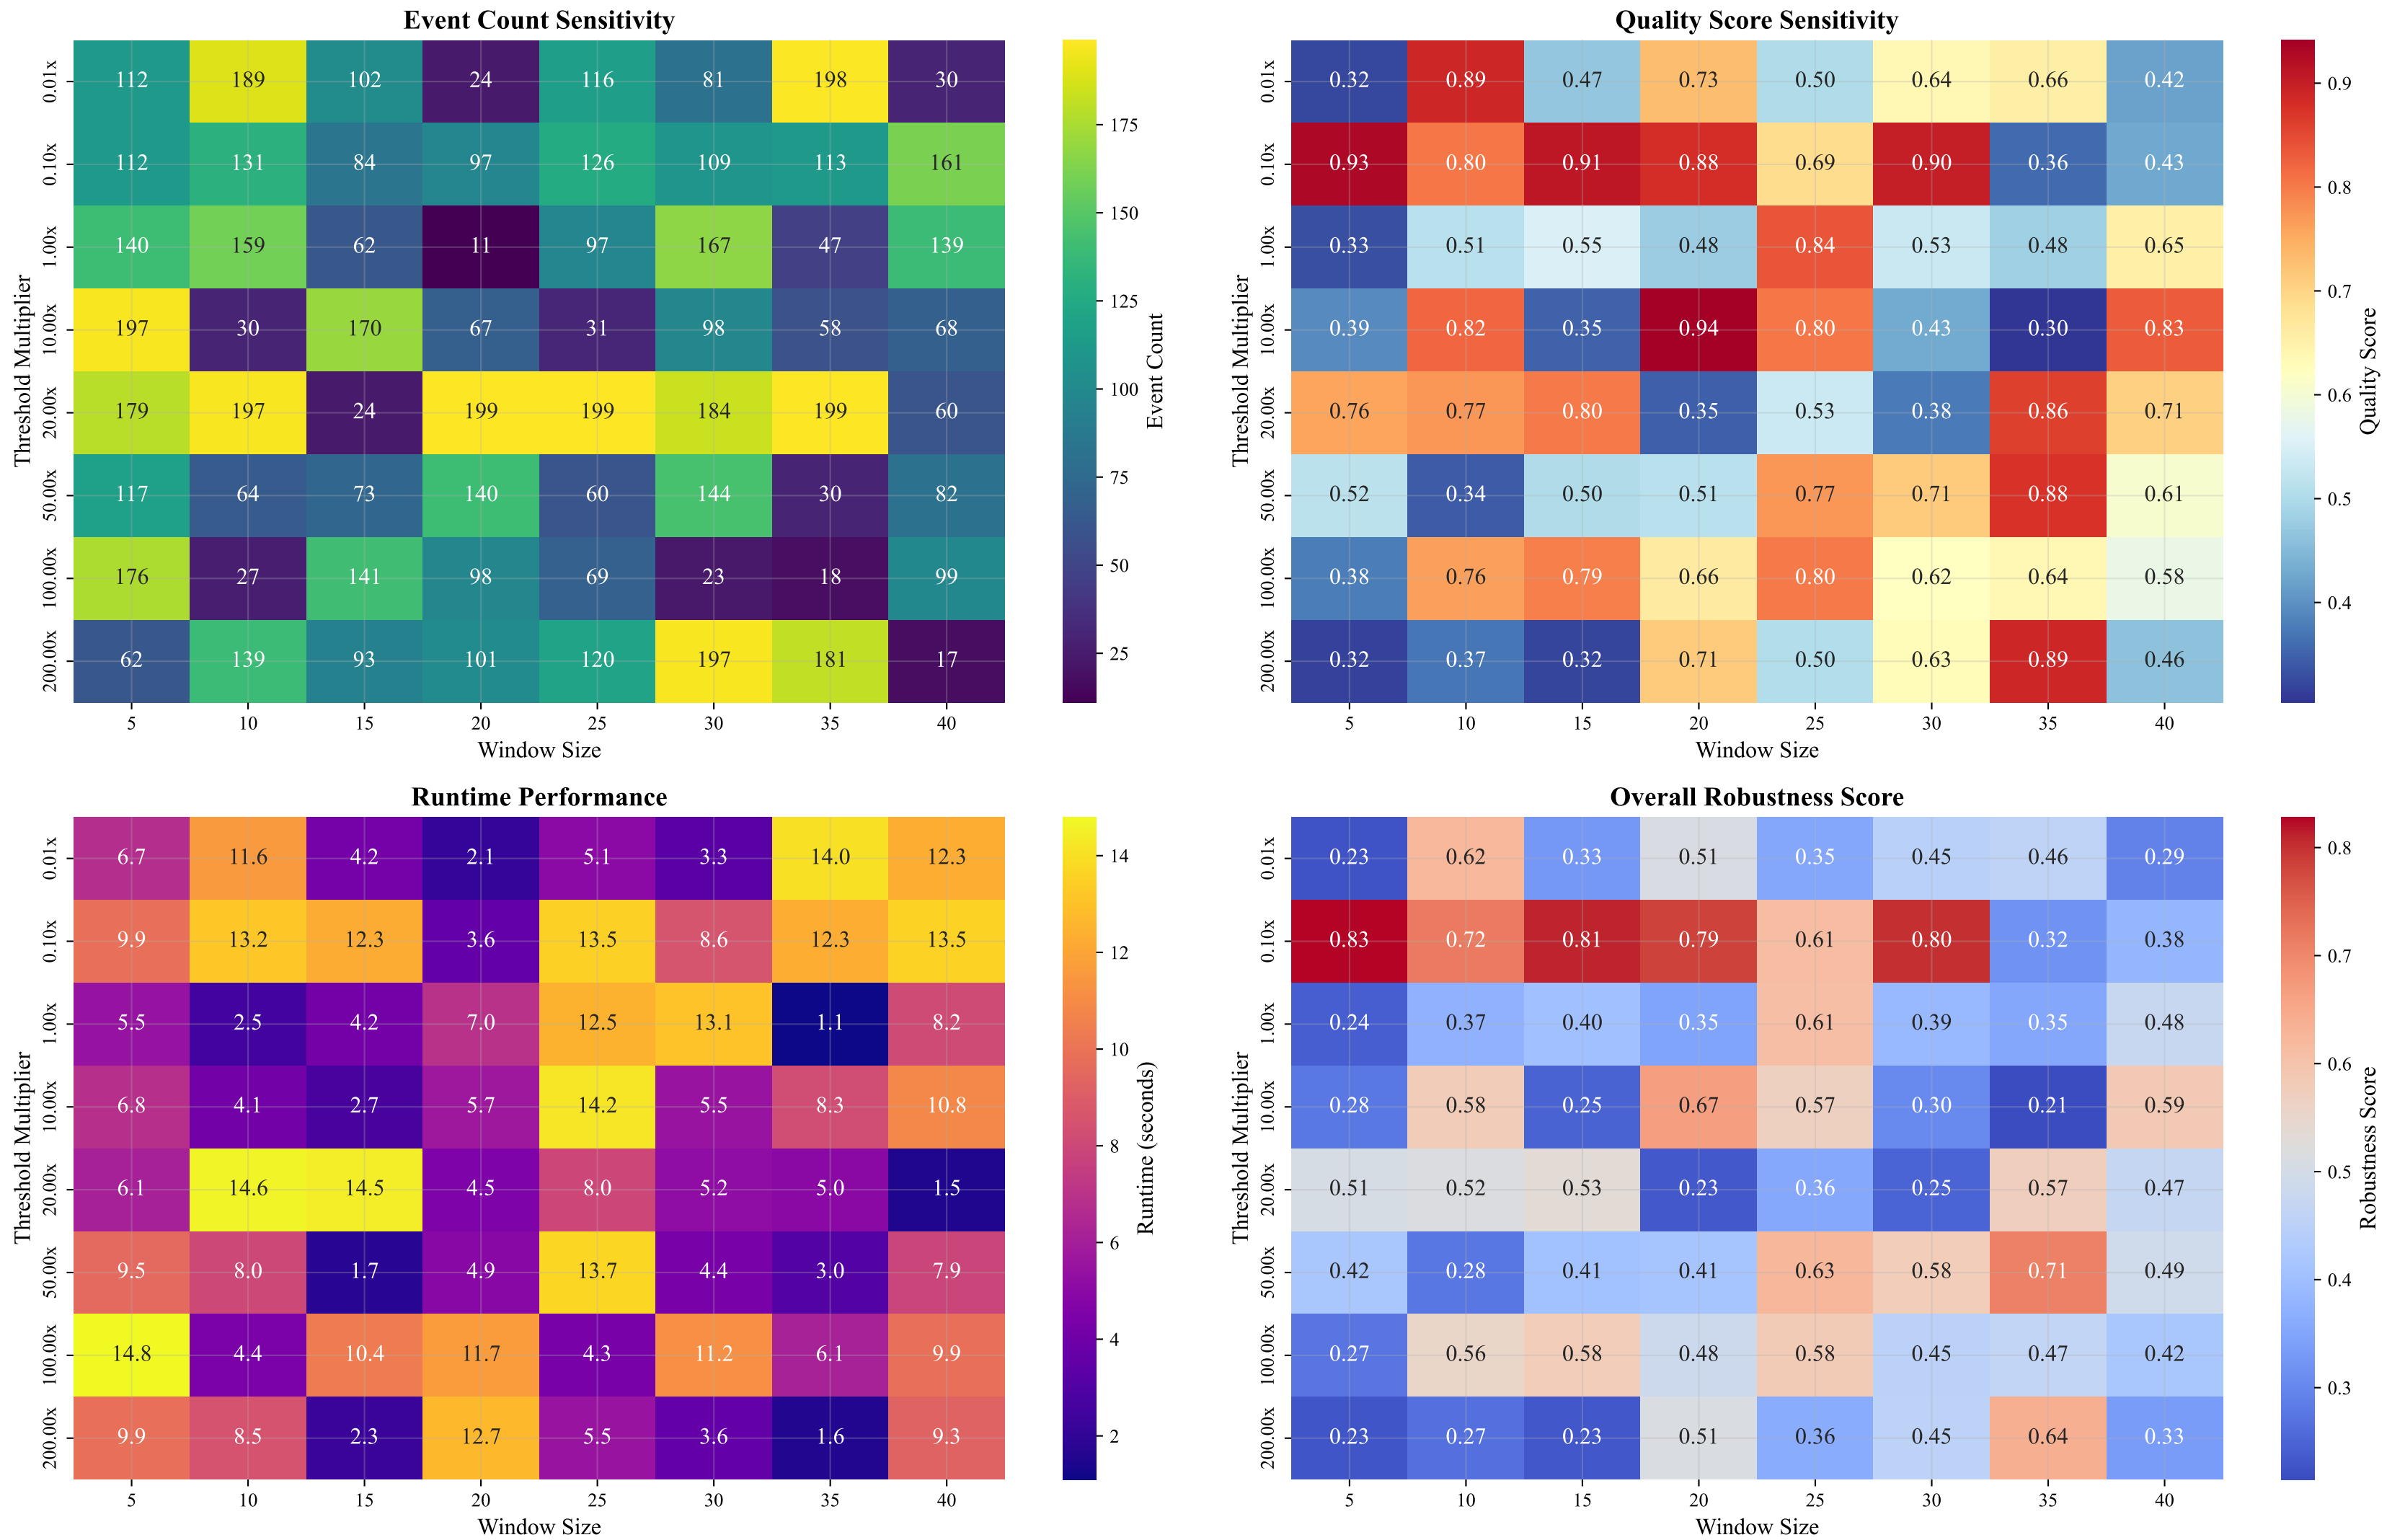 Event Count Sensitivity
Threshold Multiplier
0.01x 112 189 102 24 116 81 198 30
0.10x 112 131 84 97 126 109 113 161
1.00x 140 159 62 11 97 167 47 139
10.00x 197 30 170 67 31 98 58 68
20.00x 179 197 24 199 199 184 199 60
50.00x 117 64 73 140 60 144 30 82
100.00x 176 27 141 98 69 23 18 99
200.00x 62 139 93 101 120 197 181 17
5 10 15 20 25 30 35 40
Window Size
175
150
125
100
75
50
25
Event Count
Quality Score Sensitivity
Threshold Multiplier
0.01x 0.32 0.89 0.47 0.73 0.50 0.64 0.66 0.42
0.10x 0.93 0.80 0.91 0.88 0.69 0.90 0.36 0.43
1.00x 0.33 0.51 0.55 0.48 0.84 0.53 0.48 0.65
10.00x 0.39 0.82 0.35 0.94 0.80 0.43 0.30 0.83
20.00x 0.76 0.77 0.80 0.35 0.53 0.38 0.86 0.71
50.00x 0.52 0.34 0.50 0.51 0.77 0.71 0.88 0.61
100.00x 0.38 0.76 0.79 0.66 0.80 0.62 0.64 0.58
200.00x 0.32 0.37 0.32 0.71 0.50 0.63 0.89 0.46
5 10 15 20 25 30 35 40
Window Size
0.9
0.8
0.7
0.6
0.5
0.4
Quality Score
Runtime Performance
Threshold Multiplier
0.01x 6.7 11.6 4.2 2.1 5.1 3.3 14.0 12.3
0.10x 9.9 13.2 12.3 3.6 13.5 8.6 12.3 13.5
1.00x 5.5 2.5 4.2 7.0 12.5 13.1 1.1 8.2
10.00x 6.8 4.1 2.7 5.7 14.2 5.5 8.3 10.8
20.00x 6.1 14.6 14.5 4.5 8.0 5.2 5.0 1.5
50.00x 9.5 8.0 1.7 4.9 13.7 4.4 3.0 7.9
100.00x 14.8 4.4 10.4 11.7 4.3 11.2 6.1 9.9
200.00x 9.9 8.5 2.3 12.7 5.5 3.6 1.6 9.3
5 10 15 20 25 30 35 40
Window Size
14
12
10
8
6
4
2
Runtime (seconds)
Overall Robustness Score
Threshold Multiplier
0.01x 0.23 0.62 0.33 0.51 0.35 0.45 0.46 0.29
0.10x 0.83 0.72 0.81 0.79 0.61 0.80 0.32 0.38
1.00x 0.24 0.37 0.40 0.35 0.61 0.39 0.35 0.48
10.00x 0.28 0.58 0.25 0.67 0.57 0.30 0.21 0.59
20.00x 0.51 0.52 0.53 0.23 0.36 0.25 0.57 0.47
50.00x 0.42 0.28 0.41 0.41 0.63 0.58 0.71 0.49
100.00x 0.27 0.56 0.58 0.48 0.58 0.45 0.47 0.42
200.00x 0.23 0.27 0.23 0.51 0.36 0.45 0.64 0.33
5 10 15 20 25 30 35 40
Window Size
0.8
0.7
0.6
0.5
0.4
0.3
Robustness Score